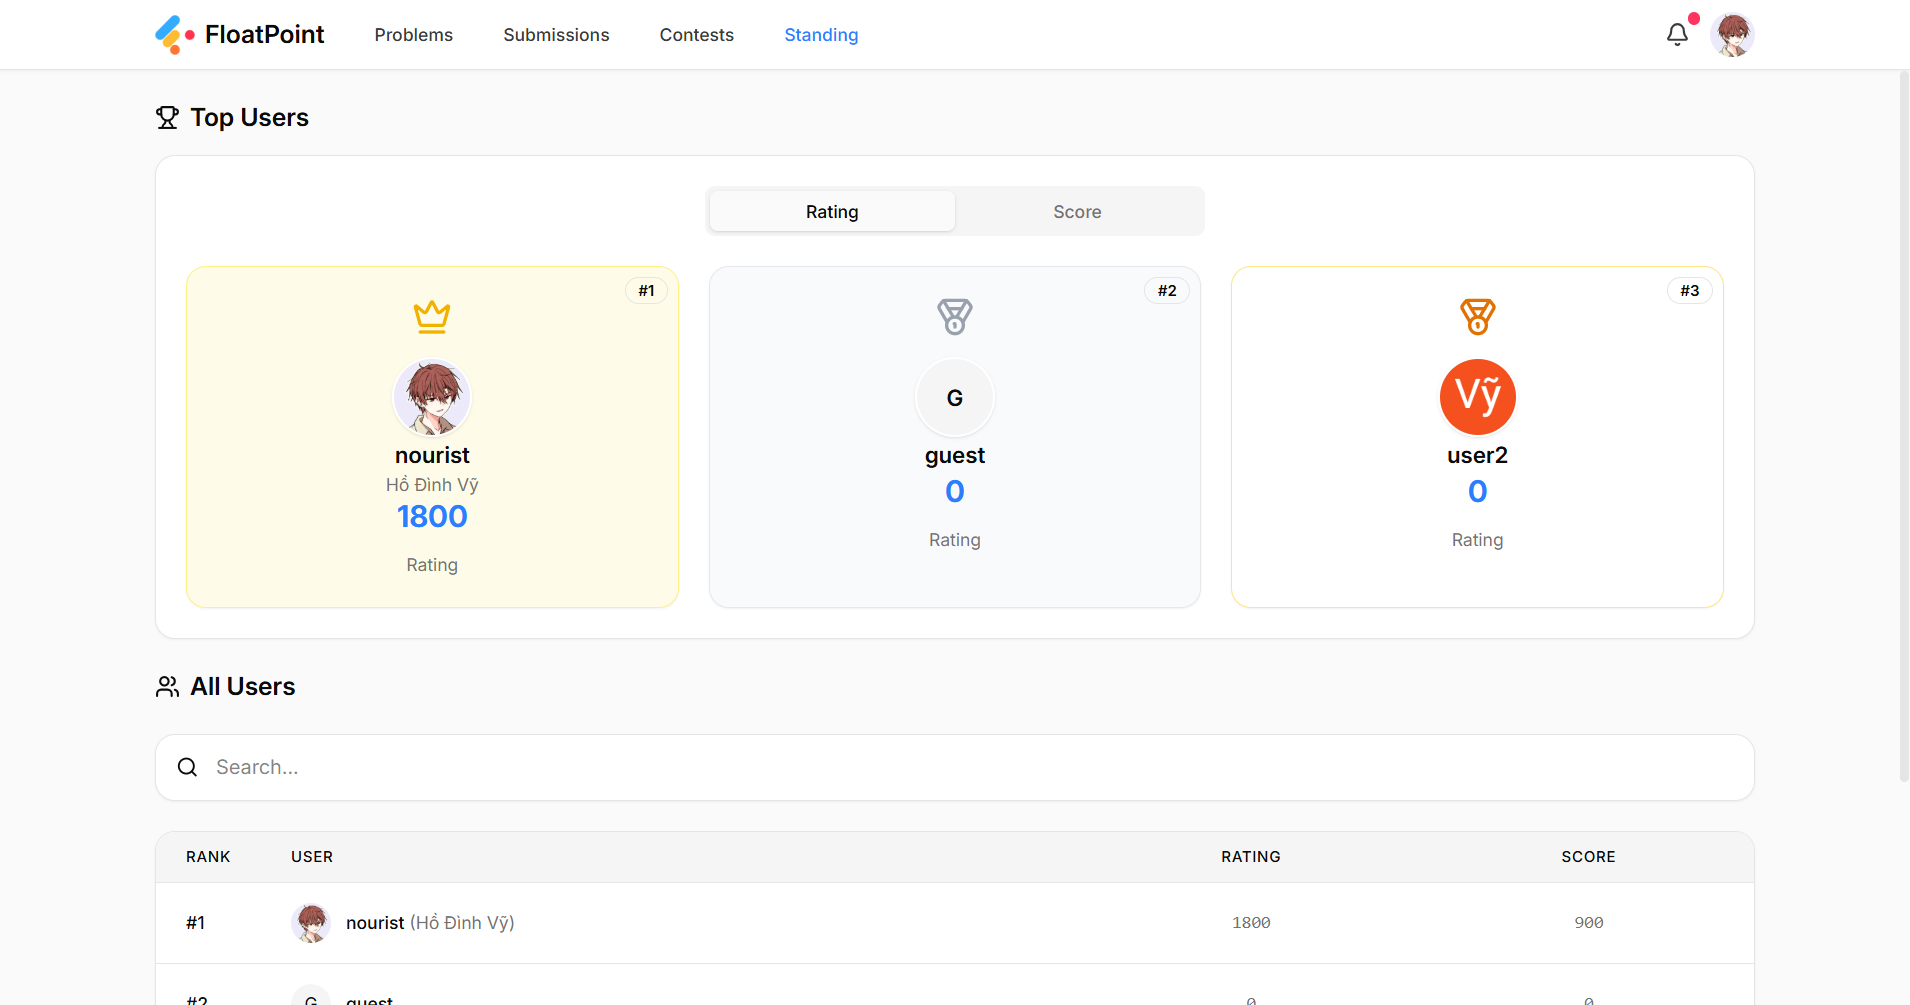 FloatPoint Problems Submissions Contests Standing
Top Users
Rating Score
#1
nourist
Hồ Đình Vỹ
1800
Rating
#2
G
guest
0
Rating
#3
Vỹ
user2
0
Rating
All Users
Search...
RANK USER RATING SCORE
#1 nourist (Hồ Đình Vỹ) 1800 900
#2 G guest 0 0